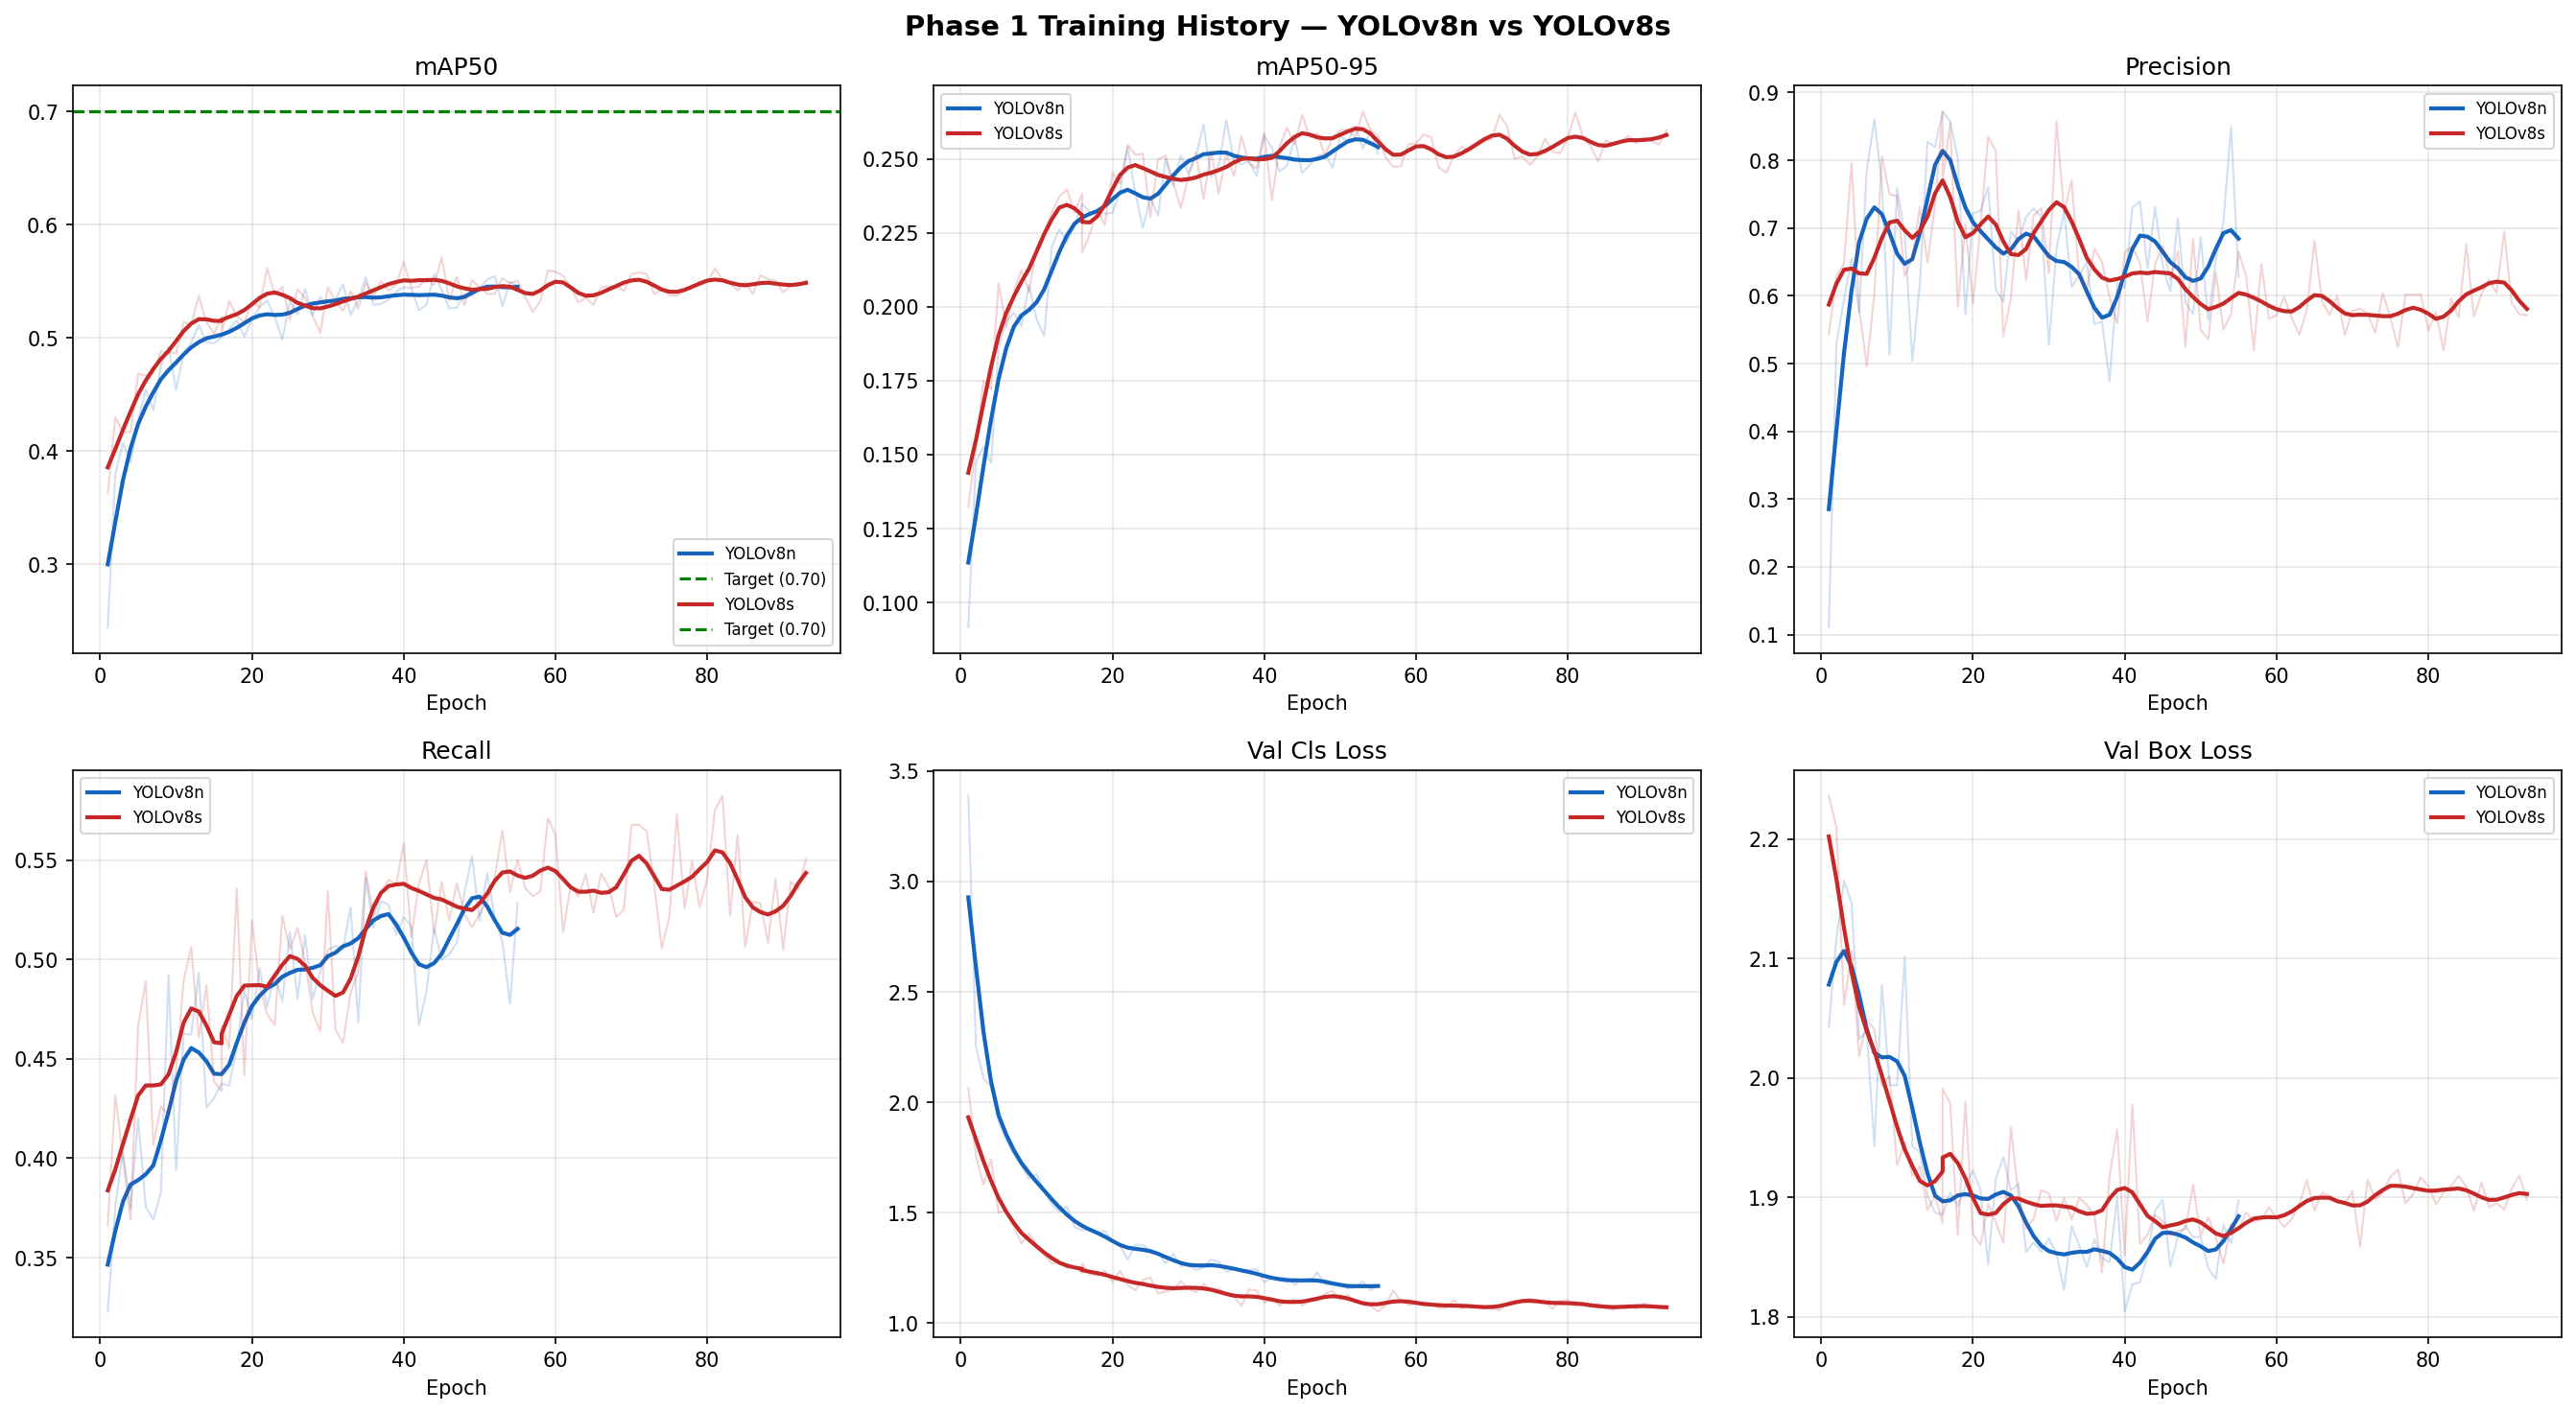 Phase 1 Training History — YOLOv8n vs YOLOv8s
mAP50
0.7
0.6
0.5
0.4
0.3
YOLOv8n
Target (0.70)
YOLOv8s
Target (0.70)
0 20 40 60 80
Epoch
mAP50-95
YOLOv8n
YOLOv8s
0.250
0.225
0.200
0.175
0.150
0.125
0.100
0 20 40 60 80
Epoch
Precision
YOLOv8n
YOLOv8s
0.9
0.8
0.7
0.6
0.5
0.4
0.3
0.2
0.1
0 20 40 60 80
Epoch
Recall
YOLOv8n
YOLOv8s
0.55
0.50
0.45
0.40
0.35
0 20 40 60 80
Epoch
Val Cls Loss
YOLOv8n
YOLOv8s
3.5
3.0
2.5
2.0
1.5
1.0
0 20 40 60 80
Epoch
Val Box Loss
YOLOv8n
YOLOv8s
2.2
2.1
2.0
1.9
1.8
0 20 40 60 80
Epoch